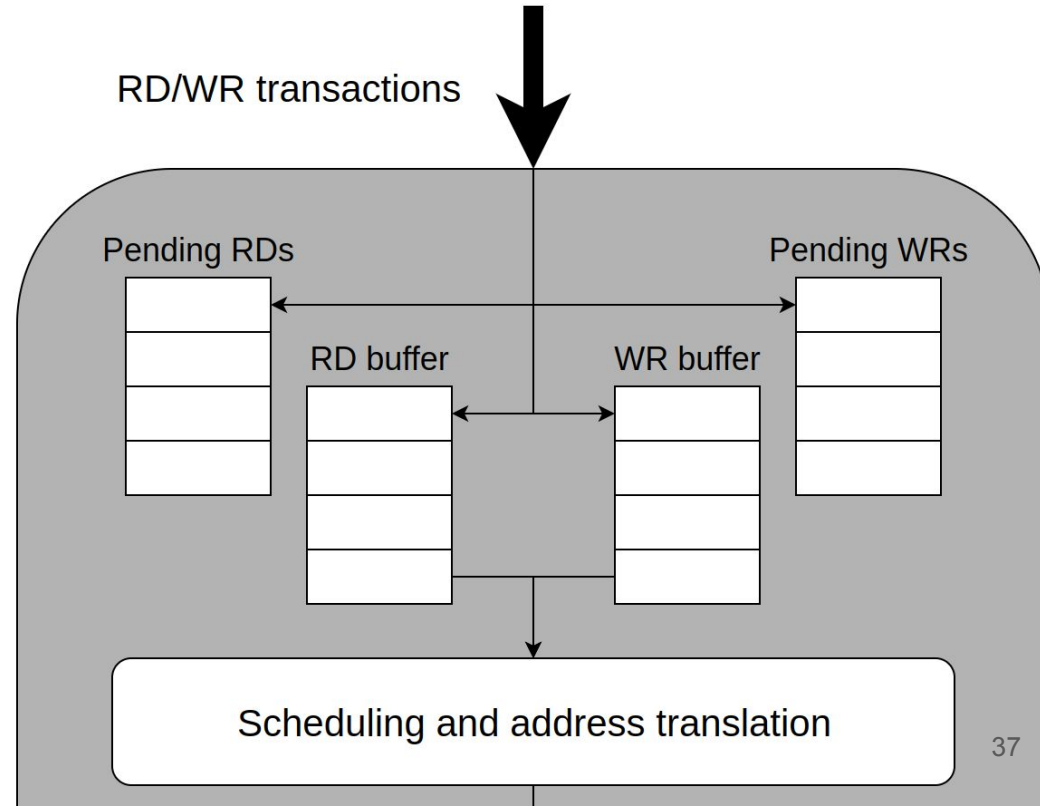 RD/WR transactions
Pending RDs
Pending WRs
RD buffer
WR buffer
Scheduling and address translation
37